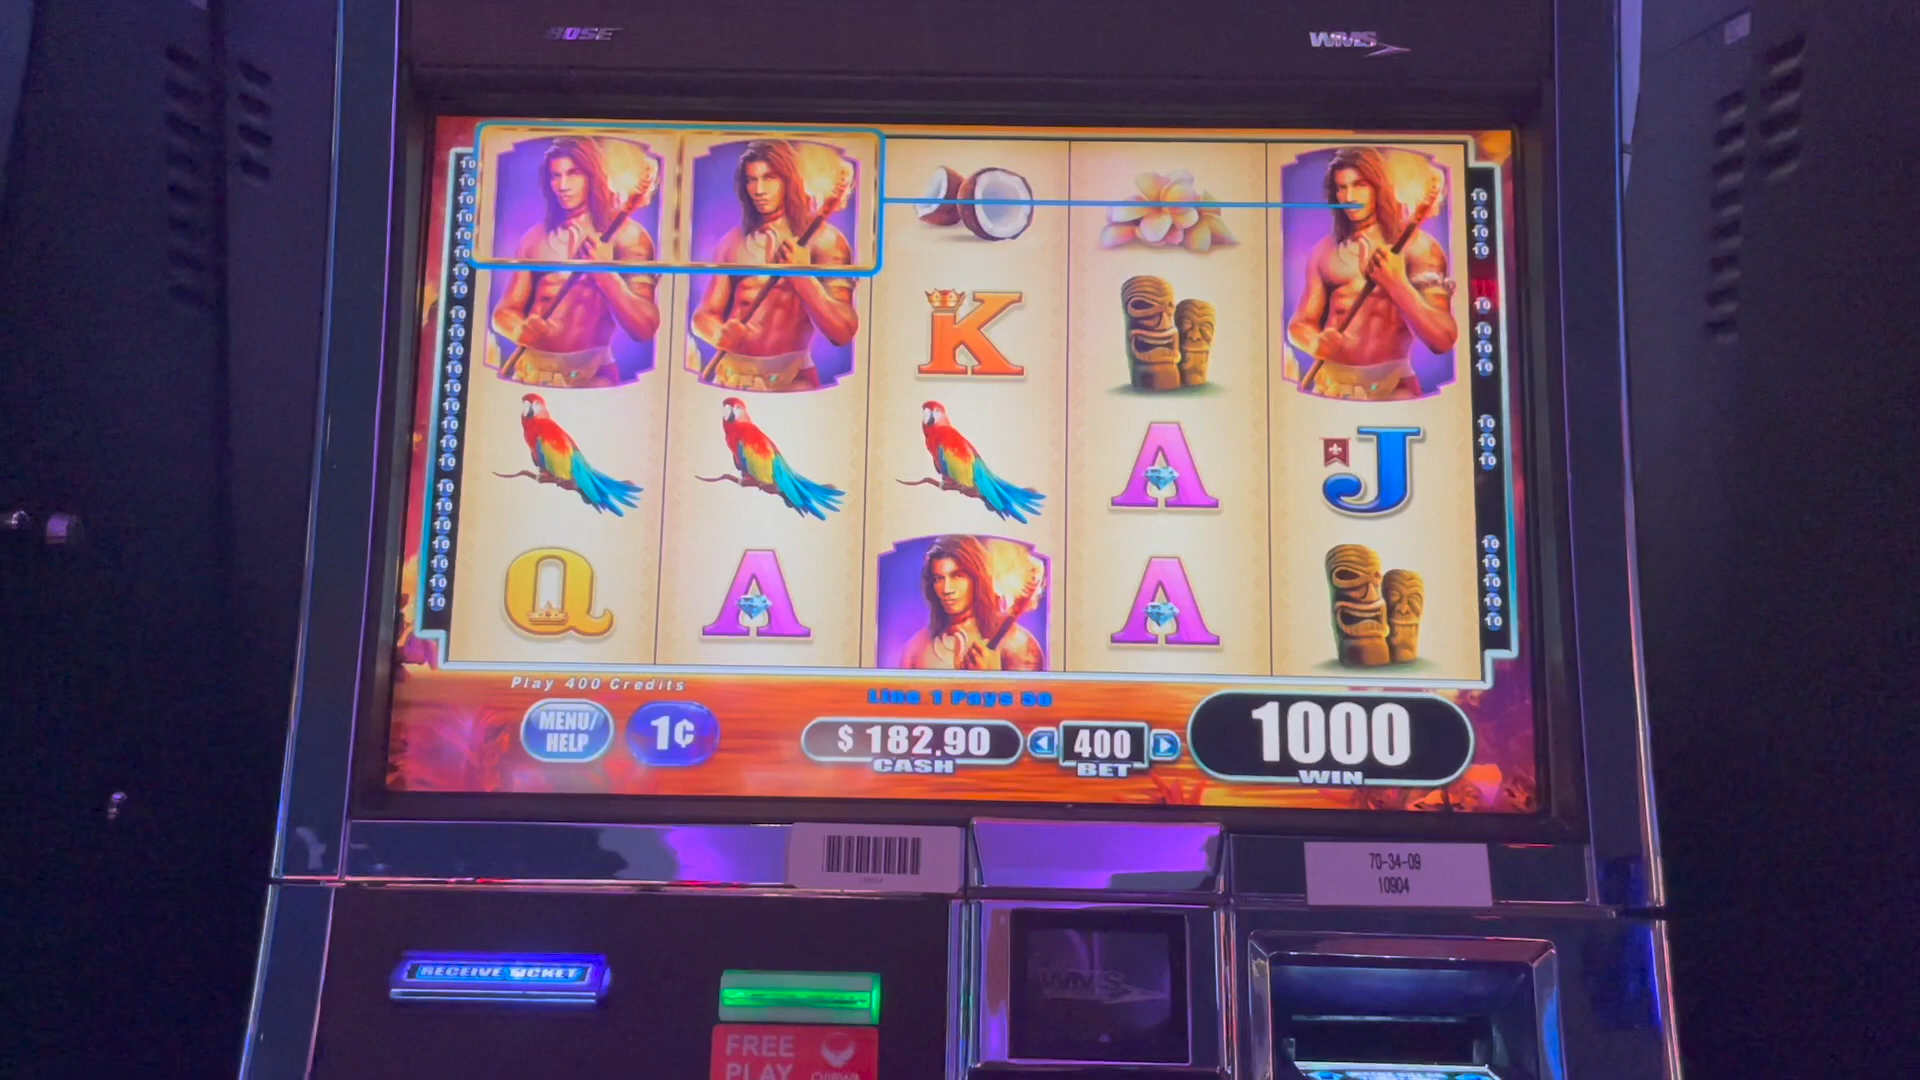 BOSE
WMS
K
A
J
Q
A
A
Play 400 Credits
Line 1 Pays 50
MENU/
HELP
1¢
$ 182.90
CASH
400
BET
1000
WIN
70-34-09
10904
RECEIVE TICKET
WMS
FREE
PLAY